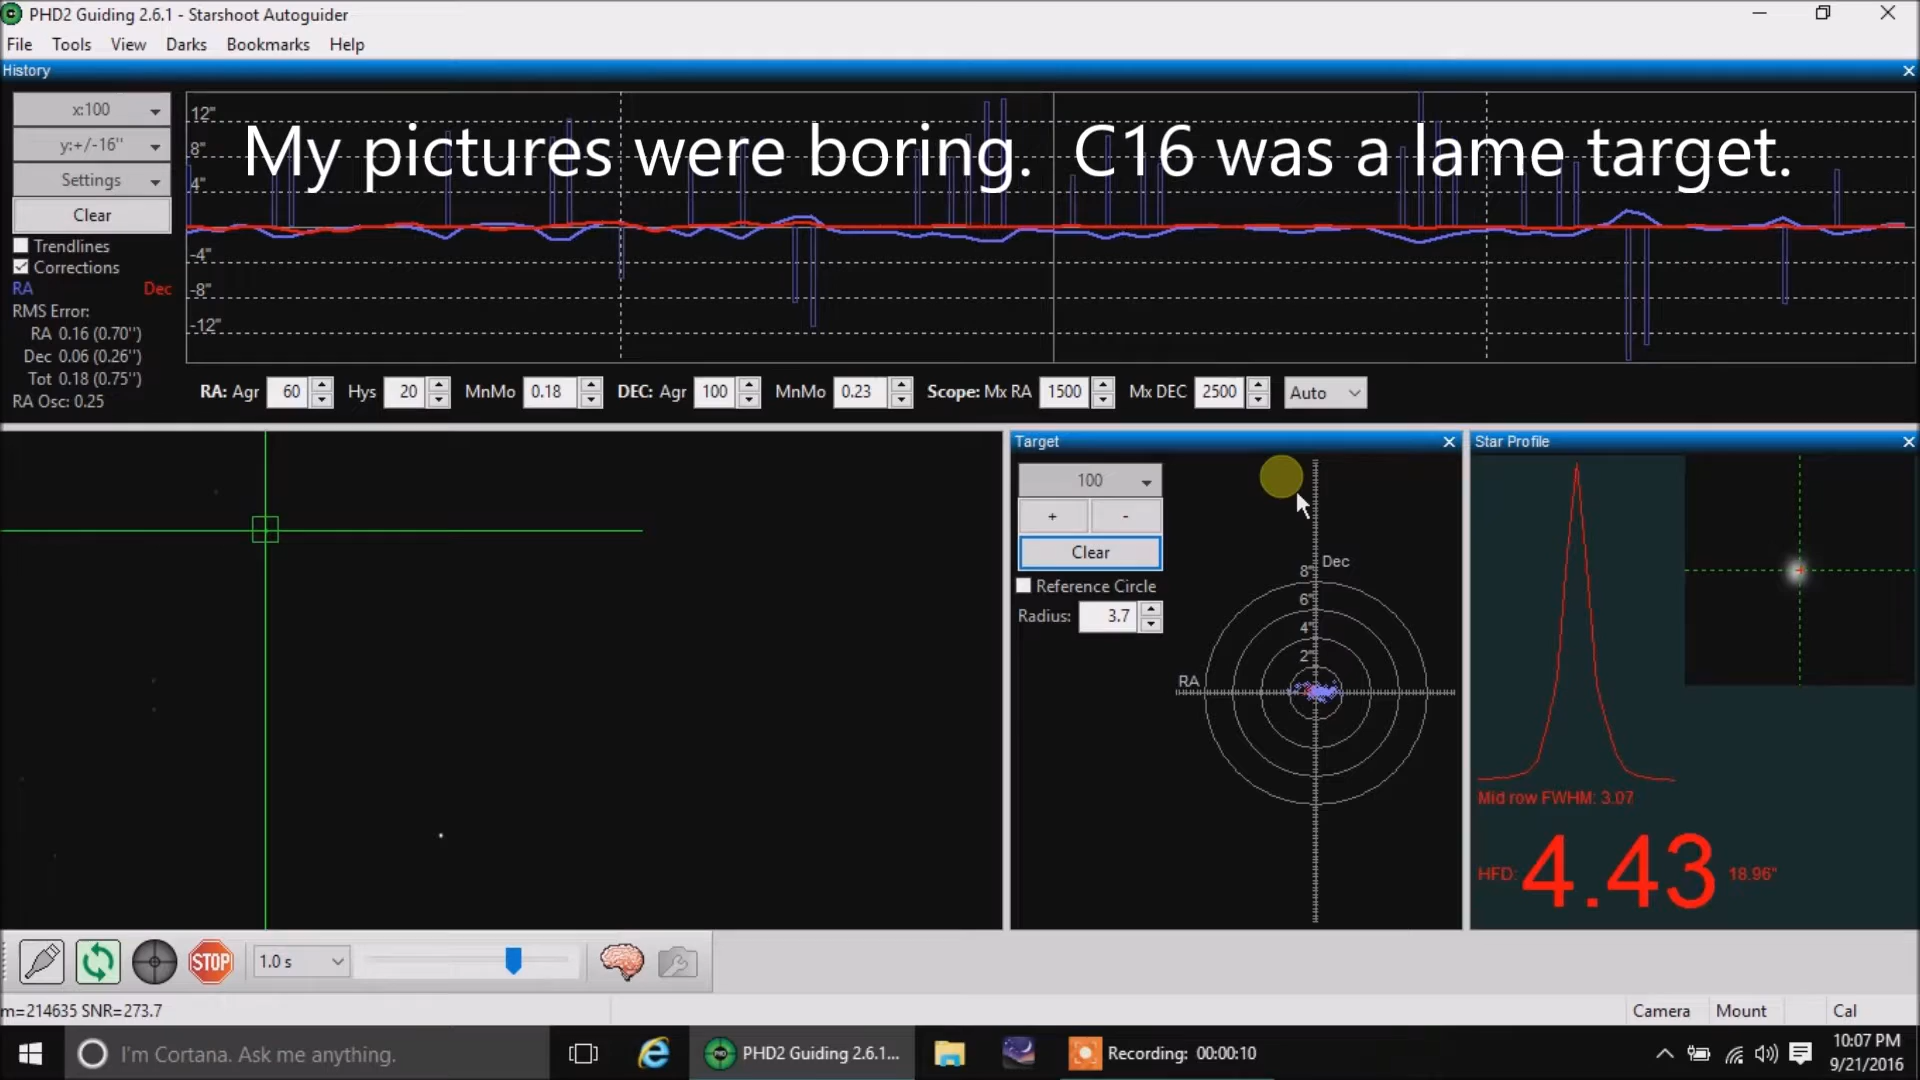 PHD2 Guiding 2.6.1 - Starshoot Autoguider
File Tools View Darks Bookmarks Help
History
x:100
y:+/-16''
Settings
Clear
Trendlines
Corrections
RA Dec
RMS Error:
RA 0.16 (0.70'')
Dec 0.06 (0.26'')
Tot 0.18 (0.75'')
RA Osc: 0.25
12"
8"
4"
-4"
-8"
-12"
My pictures were boring. C16 was a lame target.
RA: Agr 60 Hys 20 MnMo 0.18 DEC: Agr 100 MnMo 0.23 Scope: Mx RA 1500 Mx DEC 2500 Auto
Target
100
+ -
Clear
Reference Circle
Radius: 3.7
Dec
8"
6"
4"
2"
RA
Star Profile
Mid row FWHM: 3.07
HFD: 4.43 18.96"
STOP
1.0 s
m=214635 SNR=273.7
Camera Mount Cal
I'm Cortana. Ask me anything.
PHD2 Guiding 2.6.1...
Recording: 00:00:10
10:07 PM
9/21/2016